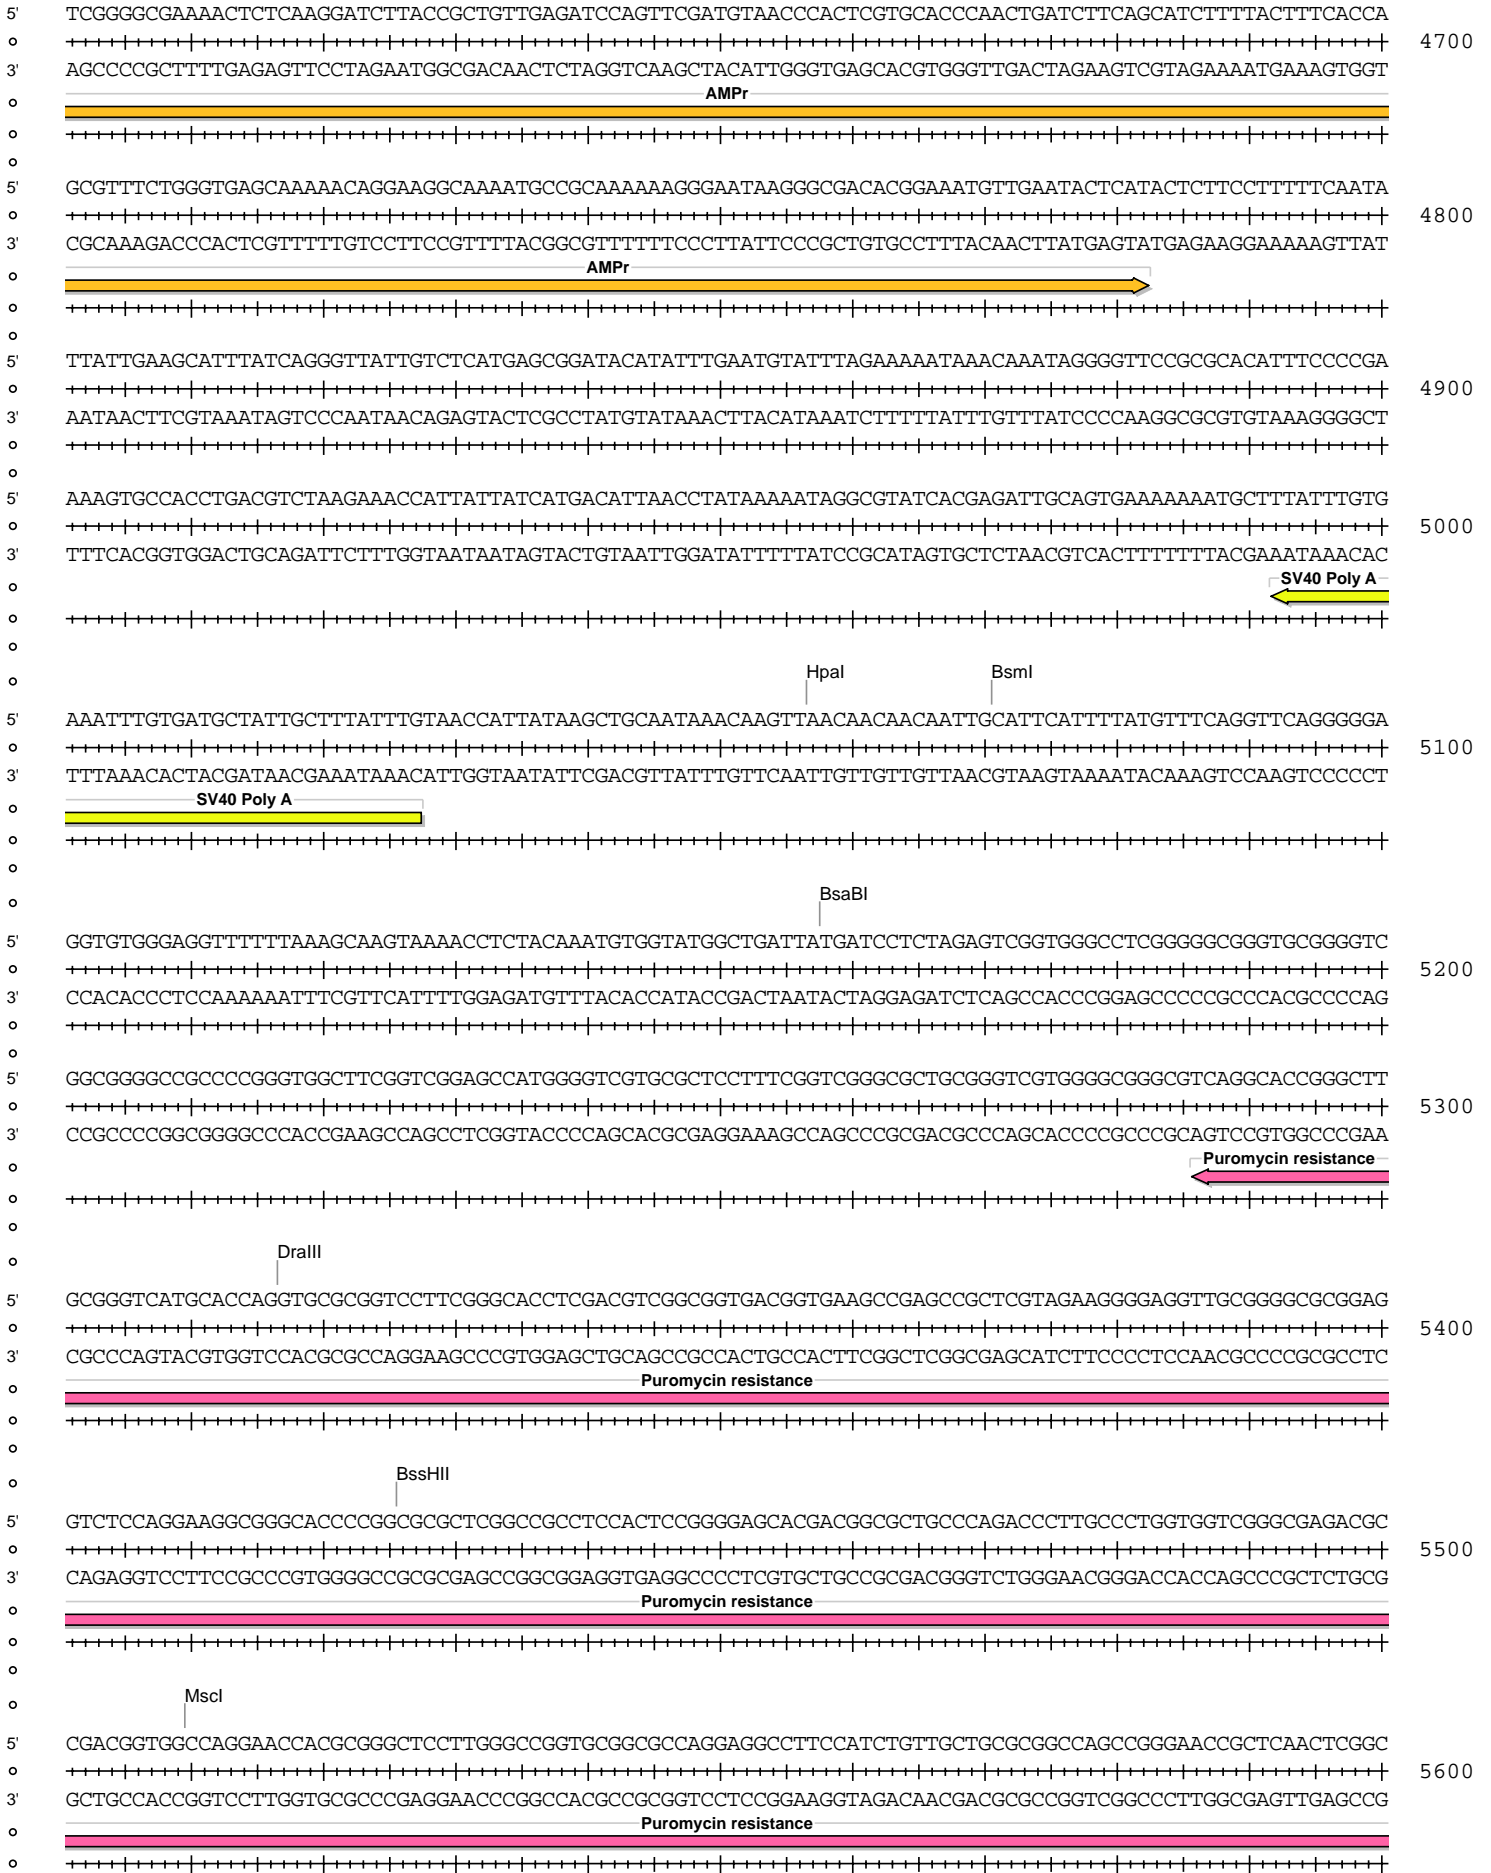 5' TCGGGGCGAAAACTCTCAAGGATCTTACCGCTGTTGAGATCCAGTTCGATGTAACCCACTCGTGCACCCAACTGATCTTCAGCATCTTTTACTTTCACCA
4700
3' AGCCCCGCTTTTGAGAGTTCCTAGAATGGCGACAACTCTAGGTCAAGCTACATTGGGTGAGCACGTGGGTTGACTAGAAGTCGTAGAAAATGAAAGTGGT
AMPr
5' GCGTTTCTGGGTGAGCAAAAACAGGAAGGCAAAATGCCGCAAAAAAGGGAATAAGGGCGACACGGAAATGTTGAATACTCATACTCTTCCTTTTTCAATA
4800
3' CGCAAAGACCCACTCGTTTTTGTCCTTCCGTTTTACGGCGTTTTTTCCCTTATTCCCGCTGTGCCTTTACAACTTATGAGTATGAGAAGGAAAAAGTTAT
AMPr
5' TTATTGAAGCATTTATCAGGGTTATTGTCTCATGAGCGGATACATATTTGAATGTATTTAGAAAAATAAACAAATAGGGGTTCCGCGCACATTTCCCCGA
4900
3' AATAACTTCGTAAATAGTCCCAATAACAGAGTACTCGCCTATGTATAAACTTACATAAATCTTTTTATTTGTTTATCCCCAAGGCGCGTGTAAAGGGGCT
5' AAAGTGCCACCTGACGTCTAAGAAACCATTATTATCATGACATTAACCTATAAAAATAGGCGTATCACGAGATTGCAGTGAAAAAAATGCTTTATTTGTG
5000
3' TTTCACGGTGGACTGCAGATTCTTTGGTAATAATAGTACTGTAATTGGATATTTTTATCCGCATAGTGCTCTAACGTCACTTTTTTTACGAAATAAACAC
SV40 Poly A
HpaI BsmI
5' AAATTTGTGATGCTATTGCTTTATTTGTAACCATTATAAGCTGCAATAAACAAGTTAACAACAACAATTGCATTCATTTTATGTTTCAGGTTCAGGGGGA
5100
3' TTTAAACACTACGATAACGAAATAAACATTGGTAATATTCGACGTTATTTGTTCAATTGTTGTTGTTAACGTAAGTAAAATACAAAGTCCAAGTCCCCCT
SV40 Poly A
BsaBI
5' GGTGTGGGAGGTTTTTTAAAGCAAGTAAAACCTCTACAAATGTGGTATGGCTGATTATGATCCTCTAGAGTCGGTGGGCCTCGGGGGCGGGTGCGGGGTC
5200
3' CCACACCCTCCAAAAAATTTCGTTCATTTTGGAGATGTTTACACCATACCGACTAATACTAGGAGATCTCAGCCACCCGGAGCCCCCGCCCACGCCCCAG
5' GGCGGGGCCGCCCCGGGTGGCTTCGGTCGGAGCCATGGGGTCGTGCGCTCCTTTCGGTCGGGCGCTGCGGGTCGTGGGGCGGGCGTCAGGCACCGGGCTT
5300
3' CCGCCCCGGCGGGGCCCACCGAAGCCAGCCTCGGTACCCCAGCACGCGAGGAAAGCCAGCCCGCGACGCCCAGCACCCCGCCCGCAGTCCGTGGCCCGAA
Puromycin resistance
DraIII
5' GCGGGTCATGCACCAGGTGCGCGGTCCTTCGGGCACCTCGACGTCGGCGGTGACGGTGAAGCCGAGCCGCTCGTAGAAGGGGAGGTTGCGGGGCGCGGAG
5400
3' CGCCCAGTACGTGGTCCACGCGCCAGGAAGCCCGTGGAGCTGCAGCCGCCACTGCCACTTCGGCTCGGCGAGCATCTTCCCCTCCAACGCCCCGCGCCTC
Puromycin resistance
BssHII
5' GTCTCCAGGAAGGCGGGCACCCCGGCGCGCTCGGCCGCCTCCACTCCGGGGAGCACGACGGCGCTGCCCAGACCCTTGCCCTGGTGGTCGGGCGAGACGC
5500
3' CAGAGGTCCTTCCGCCCGTGGGGCCGCGCGAGCCGGCGGAGGTGAGGCCCCTCGTGCTGCCGCGACGGGTCTGGGAACGGGACCACCAGCCCGCTCTGCG
Puromycin resistance
MscI
5' CGACGGTGGCCAGGAACCACGCGGGCTCCTTGGGCCGGTGCGGCGCCAGGAGGCCTTCCATCTGTTGCTGCGCGGCCAGCCGGGAACCGCTCAACTCGGC
5600
3' GCTGCCACCGGTCCTTGGTGCGCCCGAGGAACCCGGCCACGCCGCGGTCCTCCGGAAGGTAGACAACGACGCGCCGGTCGGCCCTTGGCGAGTTGAGCCG
Puromycin resistance